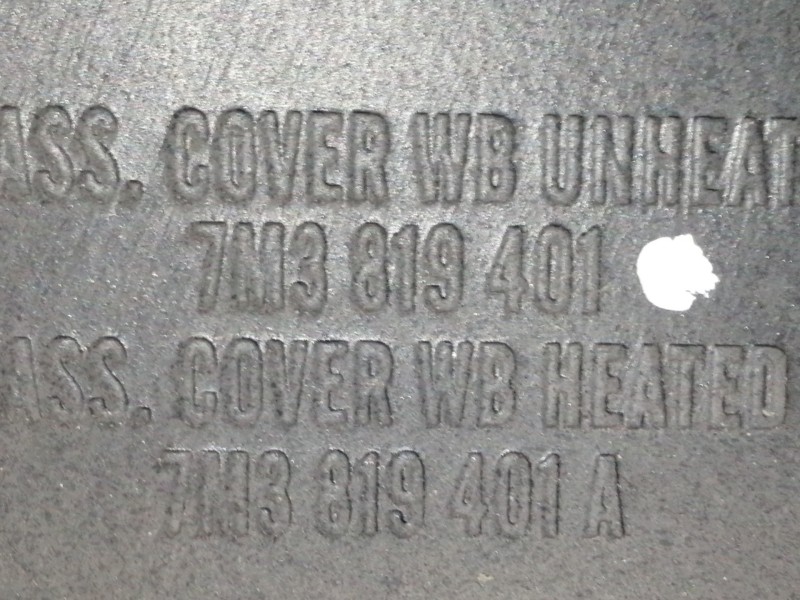 ASS. COVER WB UNHEAT
7M3 819 401
ASS. COVER WB HEATED
7M3 819 401 A